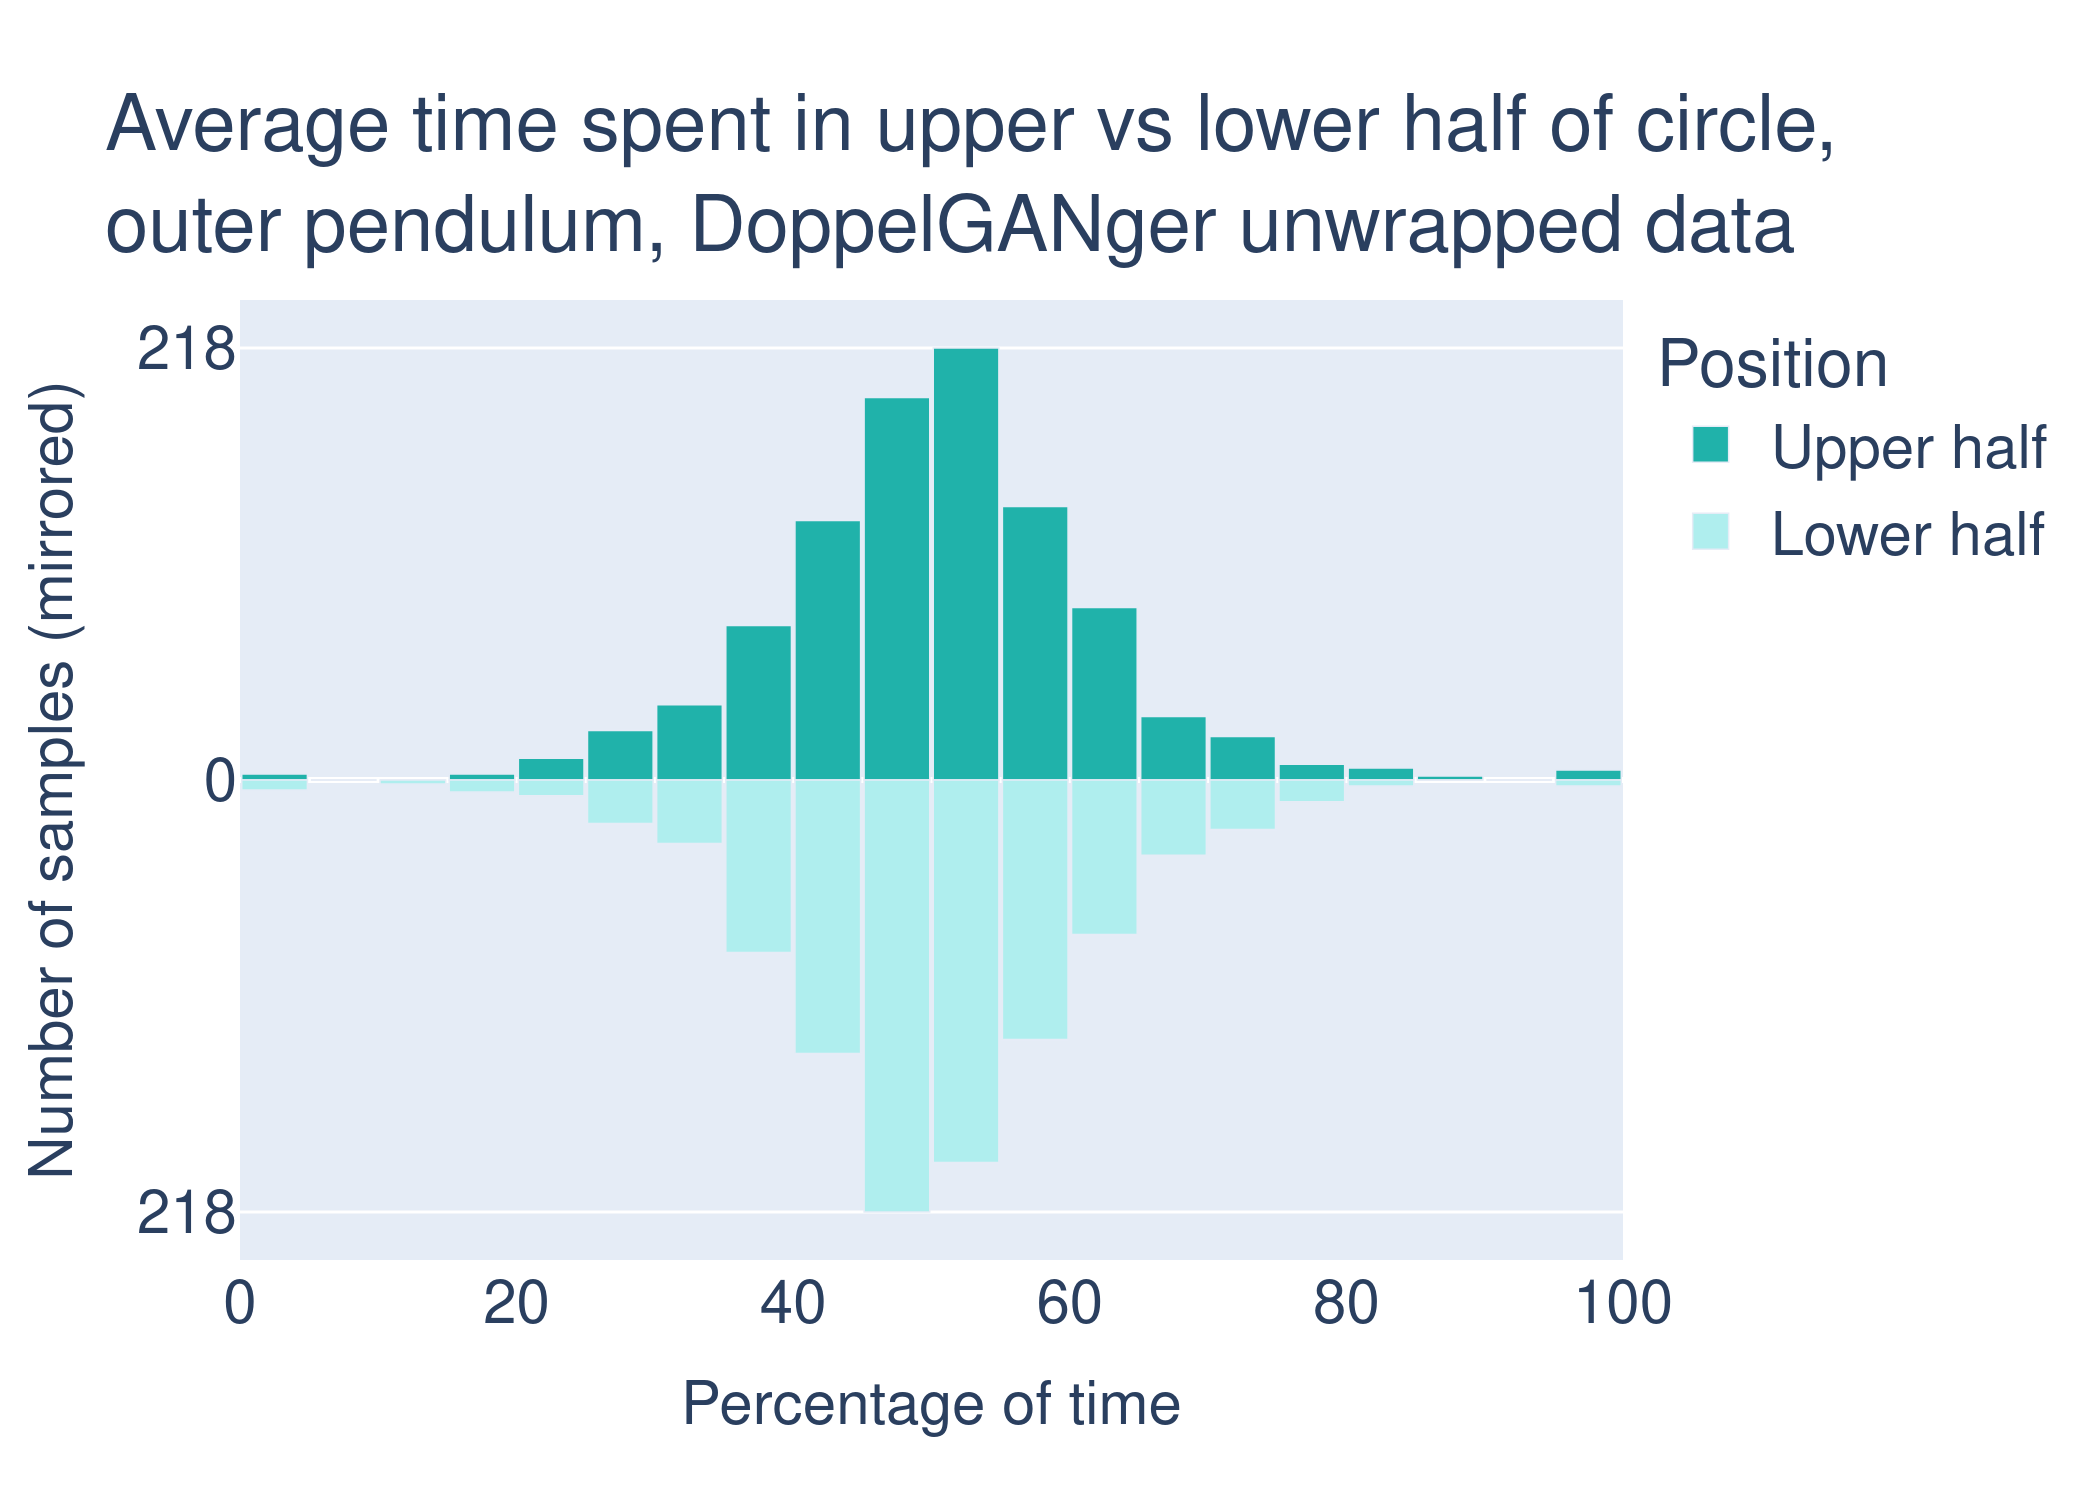 Average time spent in upper vs lower half of circle,
outer pendulum, DoppelGANger unwrapped data
Number of samples (mirrored)
218
0
218
0 20 40 60 80 100
Percentage of time
Position
Upper half
Lower half